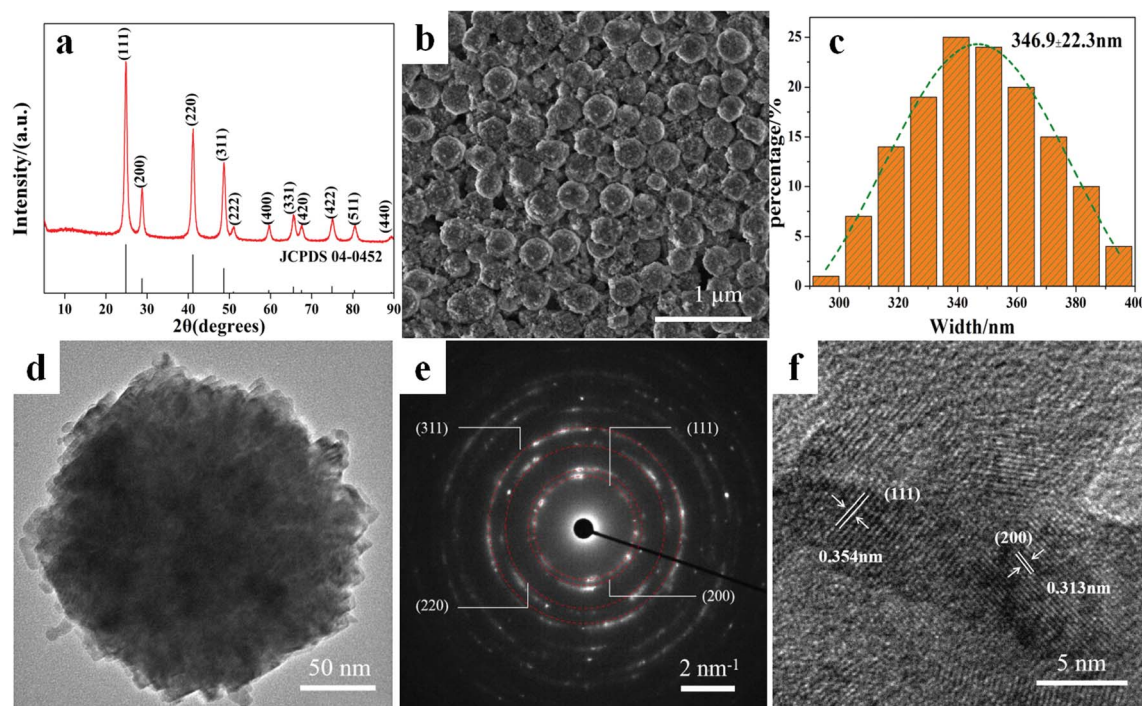 a
Intensity/(a.u.)
(111)
(200)
(220)
(311)
(222)
(400)
(331)
(420)
(422)
(511)
(440)
JCPDS 04-0452
10 20 30 40 50 60 70 80 90
2θ(degrees)
b
1 μm
c
346.9±22.3nm
percentage/%
25
20
15
10
5
0
300 320 340 360 380 400
Width/nm
d
50 nm
e
(311)
(111)
(220)
(200)
2 nm-1
f
(111)
0.354nm
(200)
0.313nm
5 nm